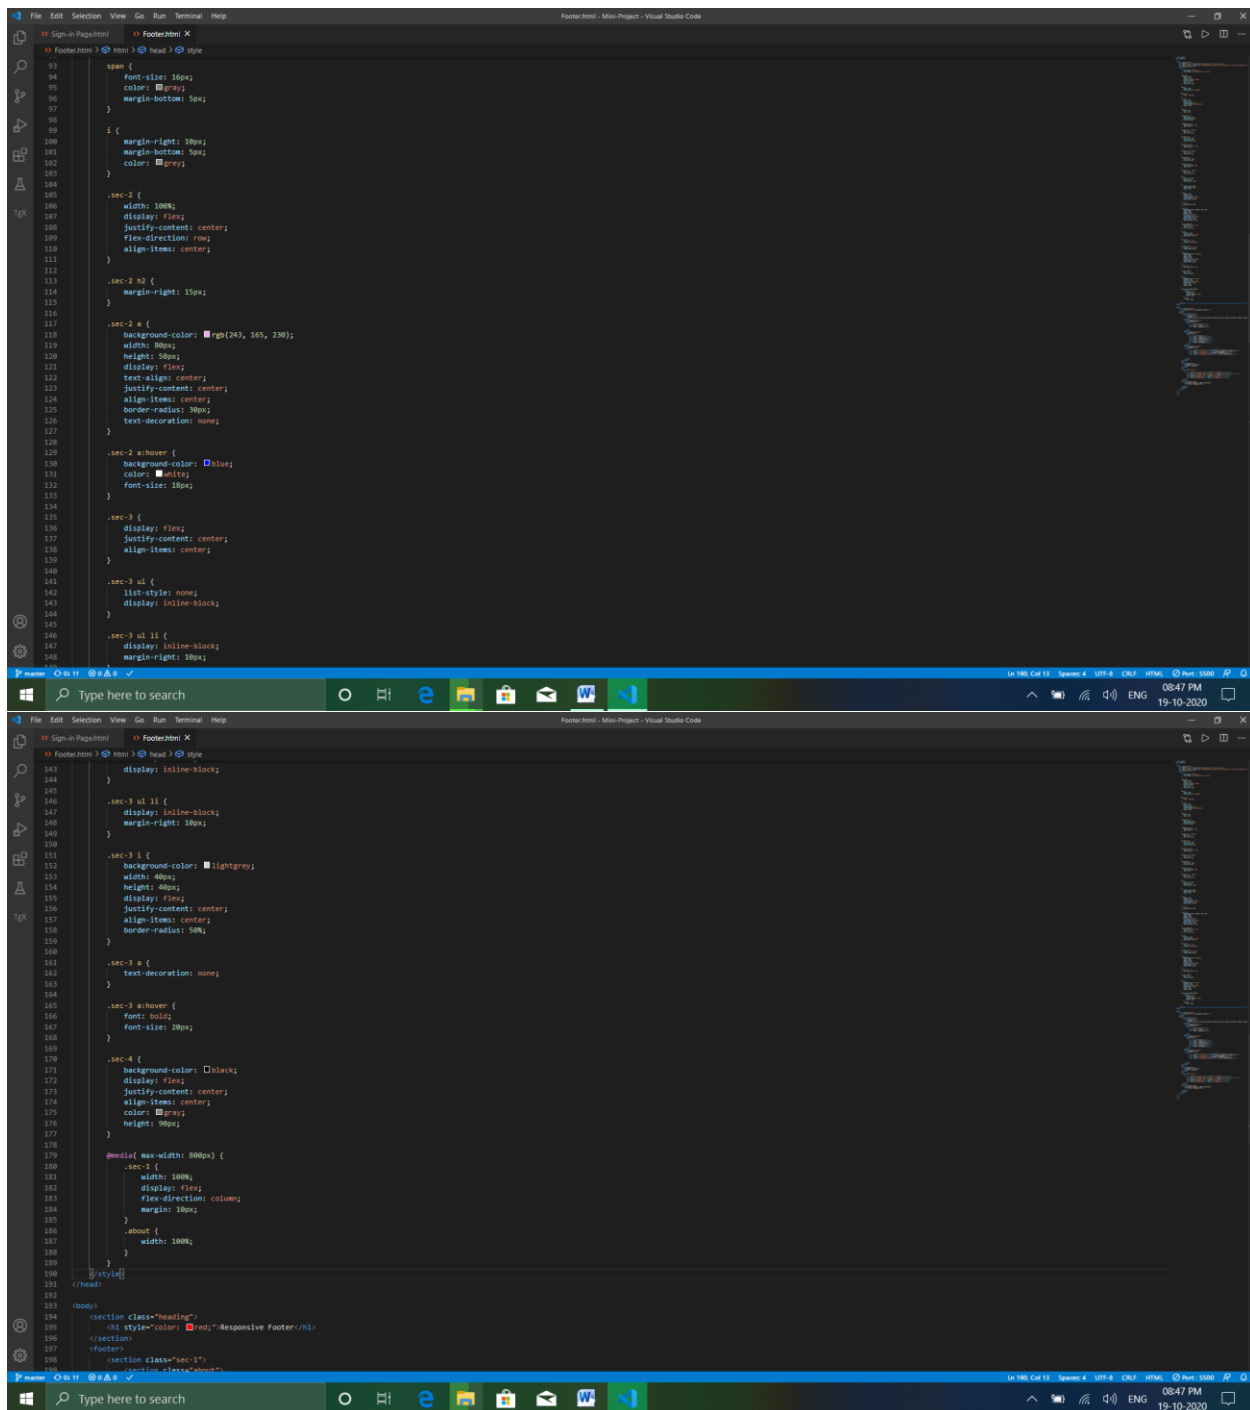 File Edit Selection View Go Run Terminal Help
Footer.html - Mini-Project - Visual Studio Code
Sign-in Page.html Footer.html
Footer.html > html > head > style
93 span {
94 font-size: 16px;
95 color: gray;
96 margin-bottom: 5px;
97 }
98
99 i {
100 margin-right: 10px;
101 margin-bottom: 5px;
102 color: grey;
103 }
104
105 .sec-2 {
106 width: 100%;
107 display: flex;
108 justify-content: center;
109 flex-direction: row;
110 align-items: center;
111 }
112
113 .sec-2 h2 {
114 margin-right: 15px;
115 }
116
117 .sec-2 a {
118 background-color: rgb(243, 165, 230);
119 width: 80px;
120 height: 50px;
121 display: flex;
122 text-align: center;
123 justify-content: center;
124 align-items: center;
125 border-radius: 30px;
126 text-decoration: none;
127 }
128
129 .sec-2 a:hover {
130 background-color: blue;
131 color: white;
132 font-size: 18px;
133 }
134
135 .sec-3 {
136 display: flex;
137 justify-content: center;
138 align-items: center;
139 }
140
141 .sec-3 ul {
142 list-style: none;
143 display: inline-block;
144 }
145
146 .sec-3 ul li {
147 display: inline-block;
148 margin-right: 10px;
TEX
master 0↓ 1↑ 0 0 Ln 190, Col 13 Spaces: 4 UTF-8 CRLF HTML Port : 5500
Type here to search
ENG 08:47 PM
19-10-2020
File Edit Selection View Go Run Terminal Help
Footer.html - Mini-Project - Visual Studio Code
Sign-in Page.html Footer.html
Footer.html > html > head > style
143 display: inline-block;
144 }
145
146 .sec-3 ul li {
147 display: inline-block;
148 margin-right: 10px;
149 }
150
151 .sec-3 i {
152 background-color: lightgrey;
153 width: 40px;
154 height: 40px;
155 display: flex;
156 justify-content: center;
157 align-items: center;
158 border-radius: 50%;
159 }
160
161 .sec-3 a {
162 text-decoration: none;
163 }
164
165 .sec-3 a:hover {
166 font: bold;
167 font-size: 20px;
168 }
169
170 .sec-4 {
171 background-color: black;
172 display: flex;
173 justify-content: center;
174 align-items: center;
175 color: gray;
176 height: 90px;
177 }
178
179 @media( max-width: 800px) {
180 .sec-1 {
181 width: 100%;
182 display: flex;
183 flex-direction: column;
184 margin: 10px;
185 }
186 .about {
187 width: 100%;
188 }
189 }
190 </style>
191 </head>
192
193 <body>
194 <section class="heading">
195 <h1 style="color: red;">Responsive Footer</h1>
196 </section>
197 <footer>
198 <section class="sec-1">
199 <section class="about">
TEX
master 0↓ 1↑ 0 0 Ln 190, Col 13 Spaces: 4 UTF-8 CRLF HTML Port : 5500
Type here to search
ENG 08:47 PM
19-10-2020